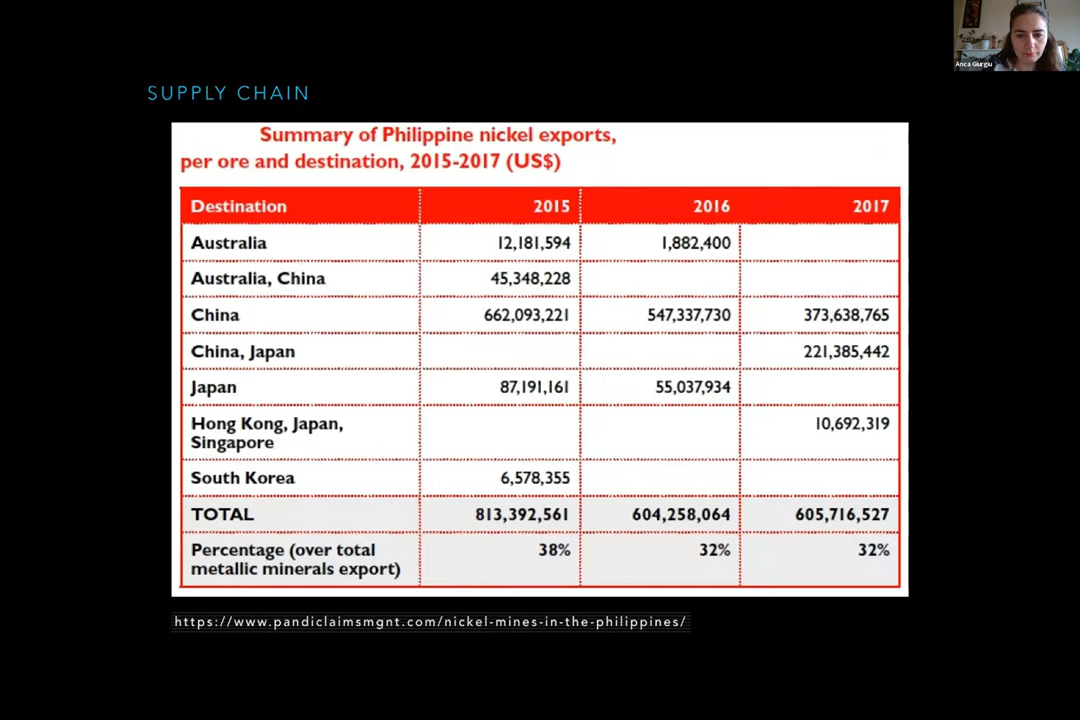 Anca Giurgiu
SUPPLY CHAIN
Summary of Philippine nickel exports,
per ore and destination, 2015-2017 (US$)
Destination 2015 2016 2017
Australia 12,181,594 1,882,400
Australia, China 45,348,228
China 662,093,221 547,337,730 373,638,765
China, Japan 221,385,442
Japan 87,191,161 55,037,934
Hong Kong, Japan,
Singapore 10,692,319
South Korea 6,578,355
TOTAL 813,392,561 604,258,064 605,716,527
Percentage (over total
metallic minerals export) 38% 32% 32%
https://www.pandiclaimsmgnt.com/nickel-mines-in-the-philippines/